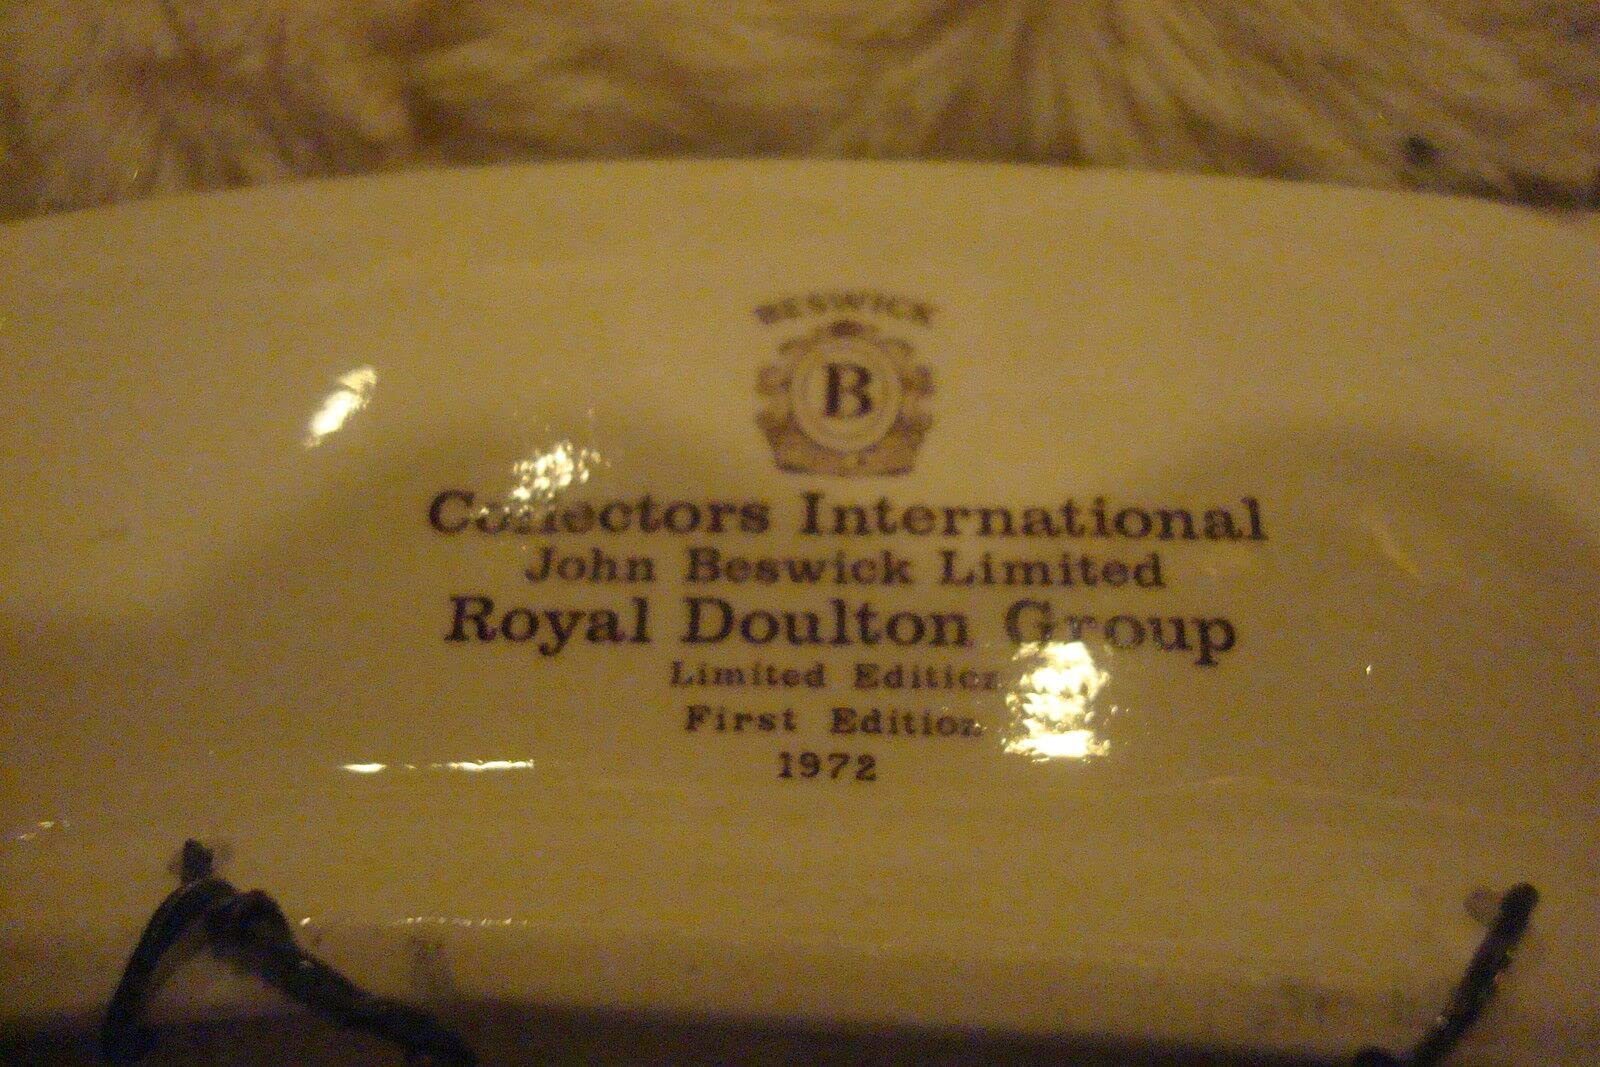 BESWICK
B
Collectors International
John Beswick Limited
Royal Doulton Group
Limited Edition
First Edition
1972